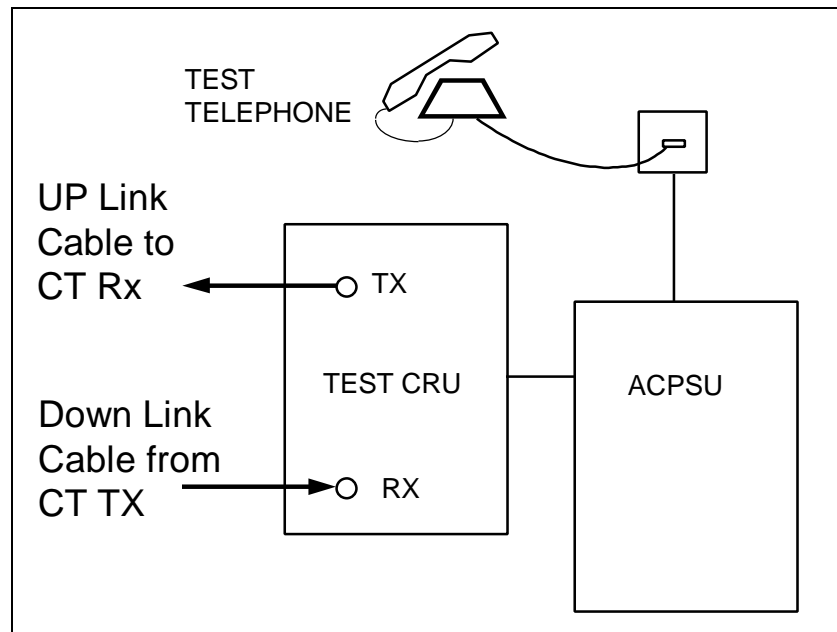 TEST
TELEPHONE
UP Link
Cable to
CT Rx
TX
TEST CRU
ACPSU
Down Link
Cable from
CT TX
RX